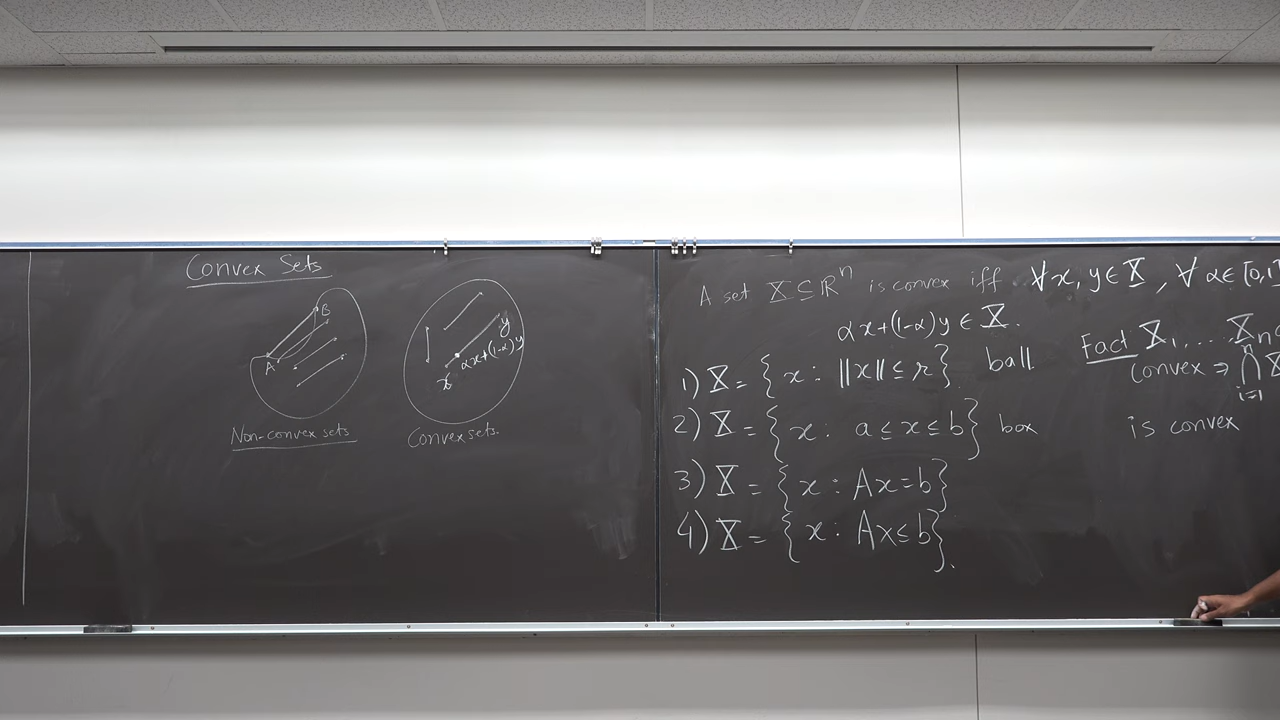 Convex Sets
B
A
y
αx+(1-α)y
x
Non-convex sets
Convex sets.
A set X ⊆ ℝⁿ is convex iff ∀x, y ∈ X, ∀ α ∈ [0,1]
αx+(1-α)y ∈ X.
1) X = {x : ||x|| ≤ r}. ball
2) X = {x : a ≤ x ≤ b} box
3) X = {x : Ax=b}
4) X = {x : Ax≤b}.
Fact X₁, ..., Xₙ
convex ⇒ ⋂ⁿᵢ₌₁ X
is convex